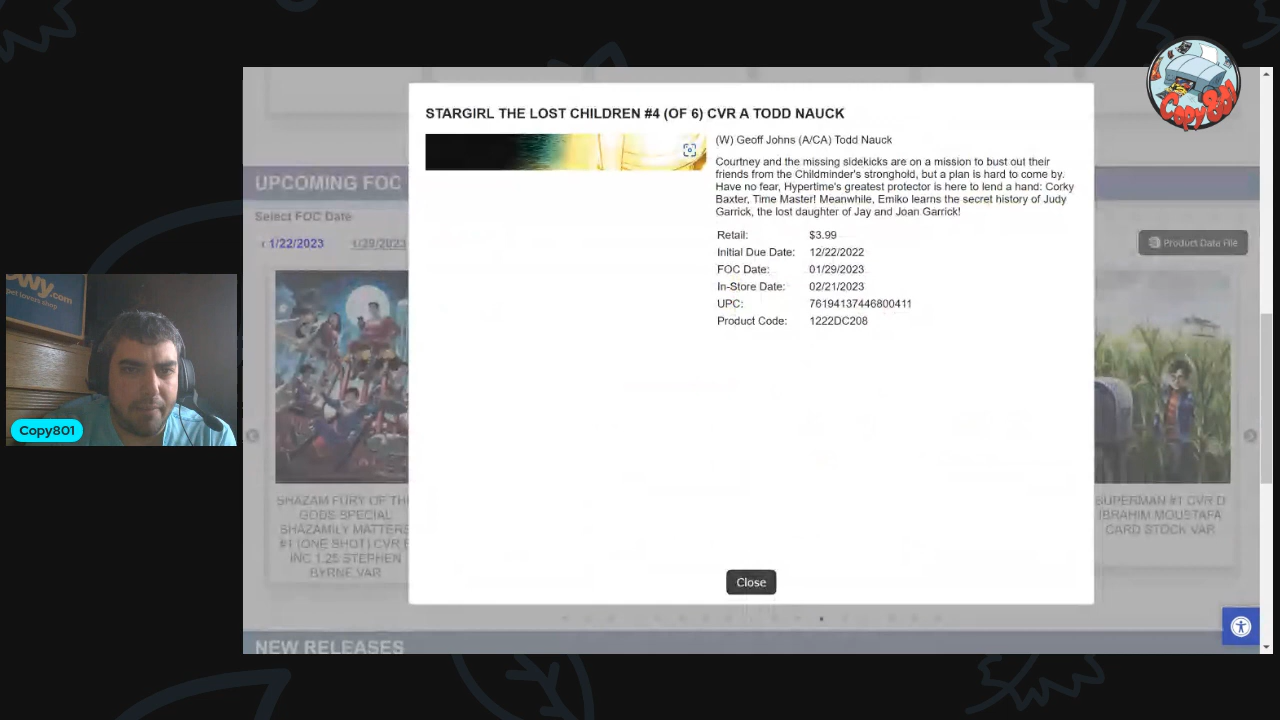 STARGIRL THE LOST CHILDREN #4 (OF 6) CVR A TODD NAUCK
(W) Geoff Johns (A/CA) Todd Nauck
Courtney and the missing sidekicks are on a mission to bust out their
friends from the Childminder's stronghold, but a plan is hard to come by.
Have no fear, Hypertime's greatest protector is here to lend a hand: Corky
Baxter, Time Master! Meanwhile, Emiko learns the secret history of Judy
Garrick, the lost daughter of Jay and Joan Garrick!
Retail: $3.99
Initial Due Date: 12/22/2022
FOC Date: 01/29/2023
In-Store Date: 02/21/2023
UPC: 76194137446800411
Product Code: 1222DC208
Close
UPCOMING FOC
Select FOC Date
1/22/2023 1/29/2023
Product Data File
SHAZAM FURY OF TH
GODS SPECIAL
SHAZAMILY MATTERS
#1 (ONE SHOT) CVR E
INC 1:25 STEPHEN
BYRNE VAR
SUPERMAN #1 CVR D
IBRAHIM MOUSTAFA
CARD STOCK VAR
NEW RELEASES
wy.com
Copy801
Copy801